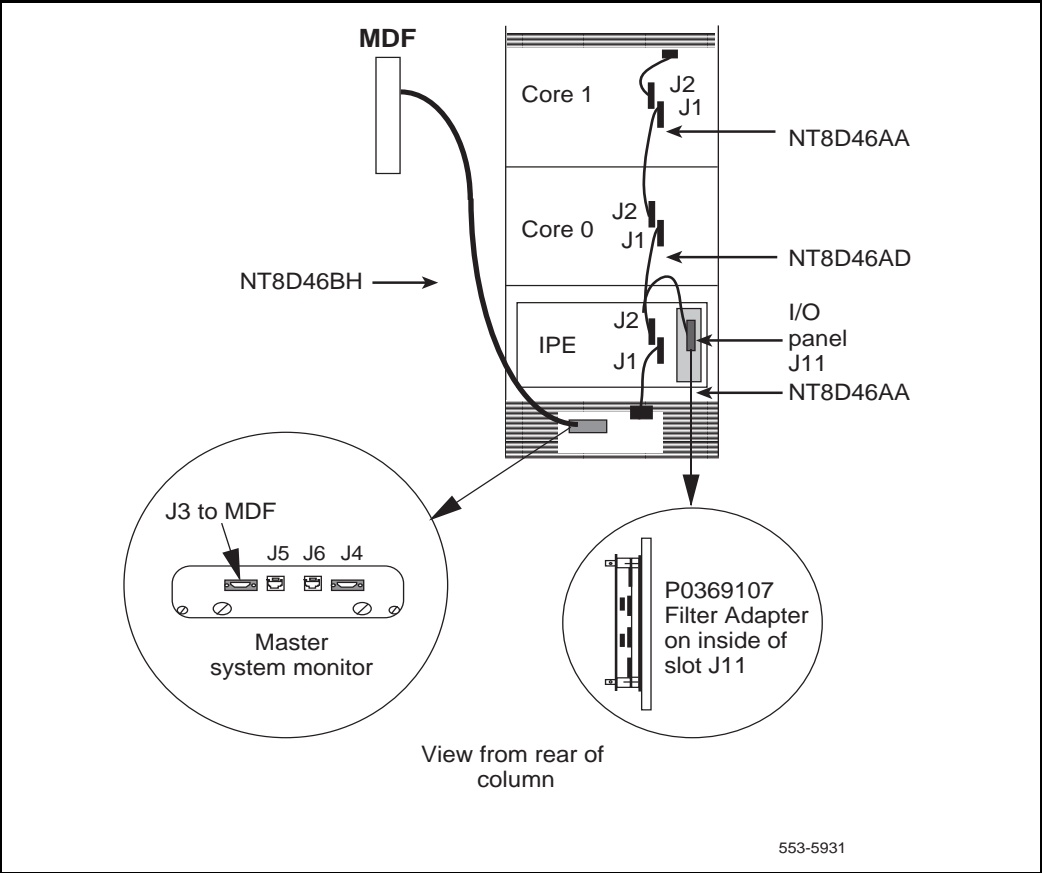 MDF
Core 1
J2
J1
NT8D46AA
J2
Core 0
J1
NT8D46AD
NT8D46BH
I/O
panel
J11
J2
IPE
J1
NT8D46AA
J3 to MDF
J5 J6 J4
Master
system monitor
P0369107
Filter Adapter
on inside of
slot J11
View from rear of
column
553-5931